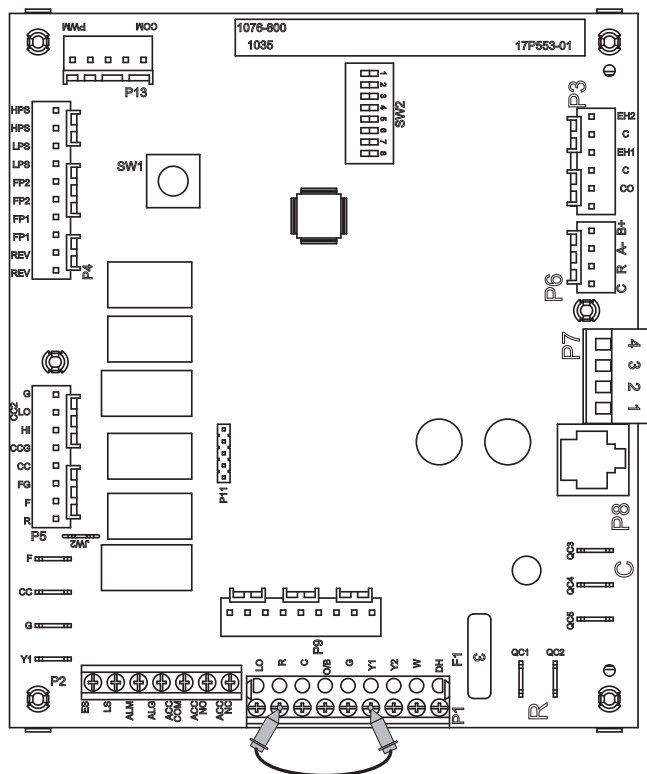 PWM
COM
P13
1076-800
1035
17P553-01
SW2
1
2
3
4
5
6
7
8
SW1
HPS
HPS
LPS
LPS
FP2
FP2
FP1
FP1
REV
REV
P4
P3
EH2
C
EH1
C
CO
P6
B+
A-
R
C
P7
4
3
2
1
G
CC2
LO
HI
CCG
CC
FG
F
R
P5
JW2
P11
P8
F
CC
G
Y1
QC3
QC4
QC5
C
P9
P2
ES
LS
ALM
ALG
ACC COM
ACC NO
ACC NC
LO
R
C
O/B
G
Y1
Y2
W
DH
P1
F1
3
QC1
QC2
R